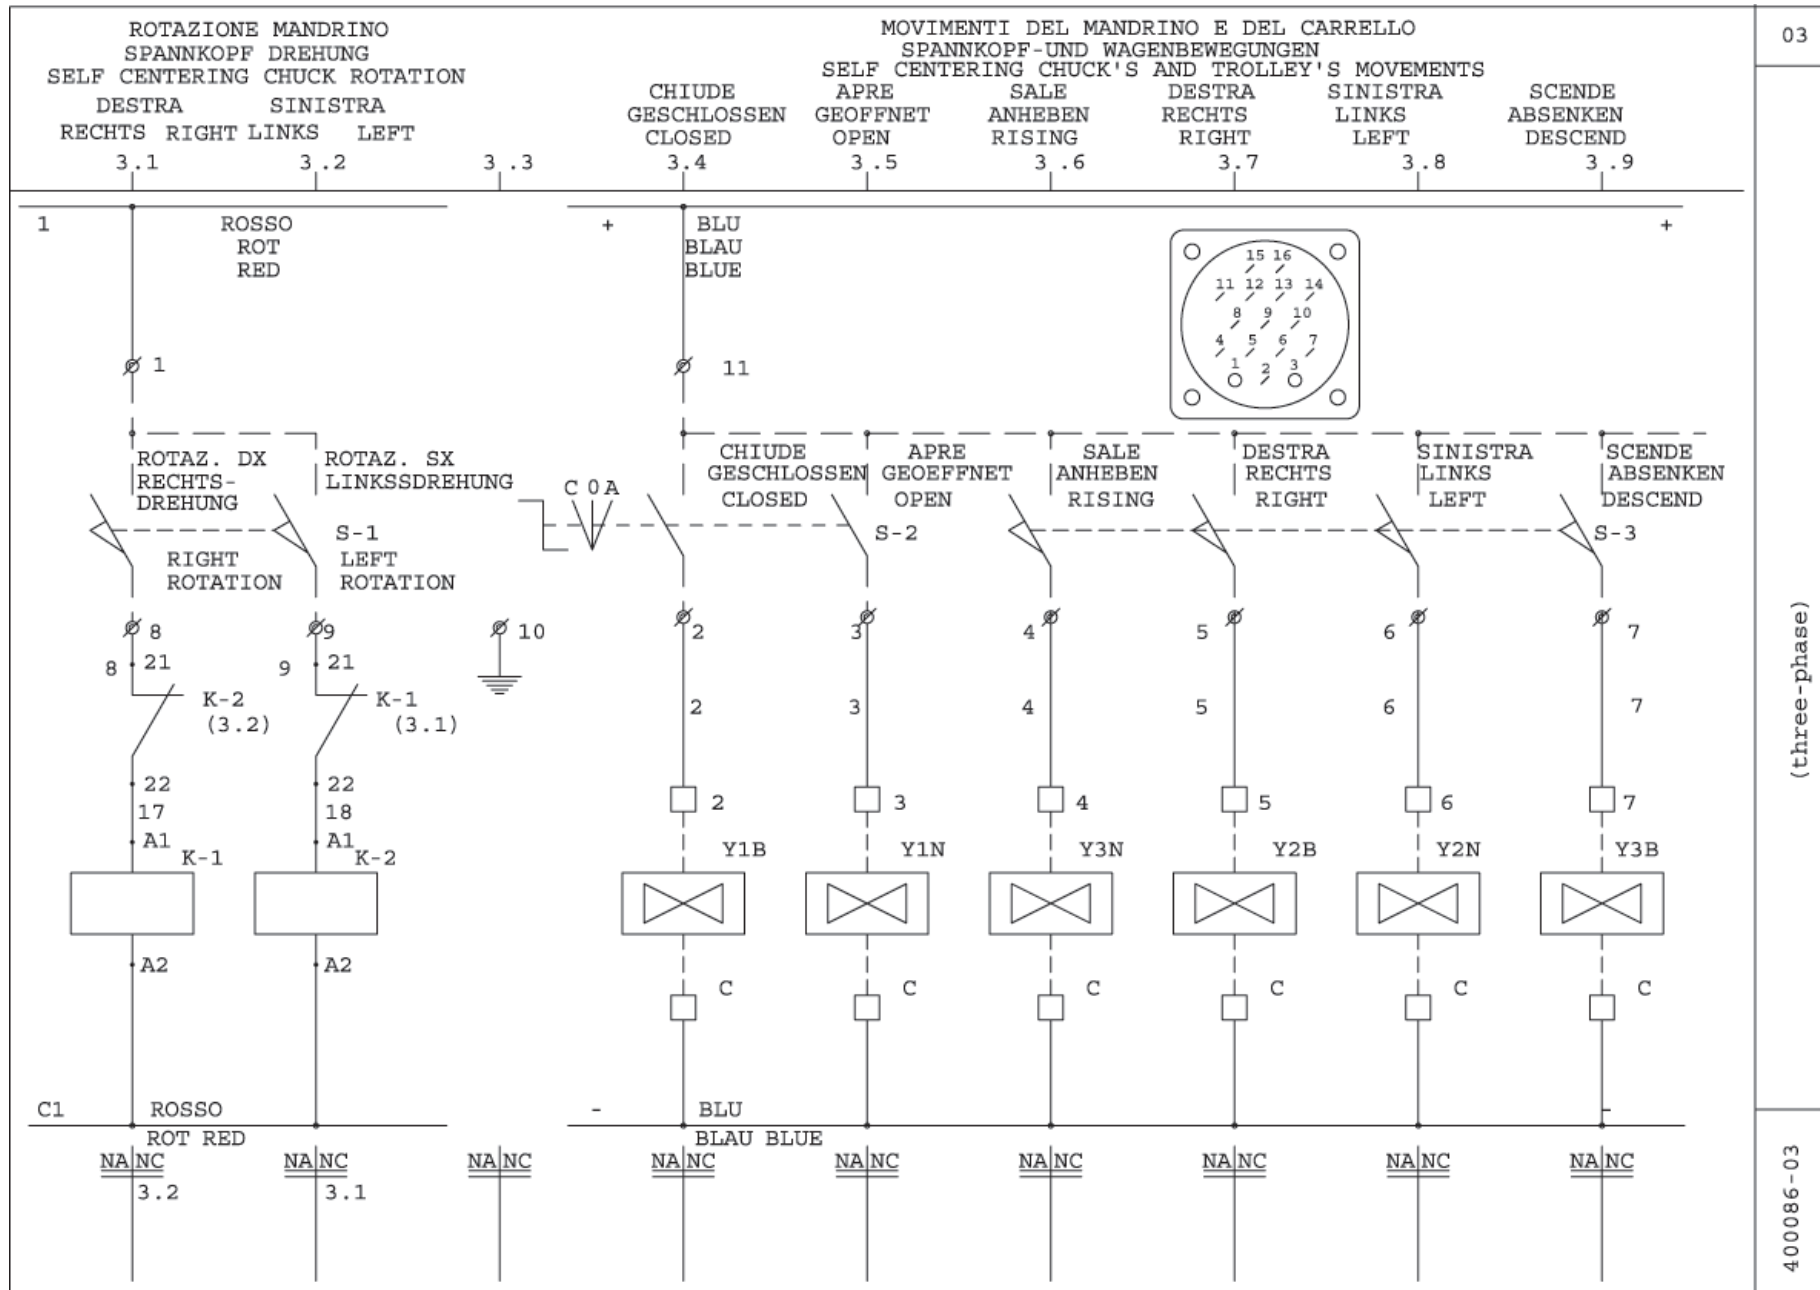 ROTAZIONE MANDRINO
SPANNKOPF DREHUNG
SELF CENTERING CHUCK ROTATION
DESTRA SINISTRA
RECHTS RIGHT LINKS LEFT
MOVIMENTI DEL MANDRINO E DEL CARRELLO
SPANNKOPF-UND WAGENBEWEGUNGEN
SELF CENTERING CHUCK'S AND TROLLEY'S MOVEMENTS
CHIUDE APRE SALE DESTRA SINISTRA SCENDE
GESCHLOSSEN GEOFFNET ANHEBEN RECHTS LINKS ABSENKEN
CLOSED OPEN RISING RIGHT LEFT DESCEND
3.1 3.2 3.3 3.4 3.5 3.6 3.7 3.8 3.9
03
1 ROSSO + BLU +
ROT BLAU
RED BLUE
15 16
11 12 13 14
8 9 10
4 5 6 7
1 2 3
1 11
ROTAZ. DX
RECHTS-
DREHUNG
ROTAZ. SX
LINKSSDREHUNG
CHIUDE
GESCHLOSSEN
CLOSED
APRE
GEOEFFNET
OPEN
SALE
ANHEBEN
RISING
DESTRA
RECHTS
RIGHT
SINISTRA
LINKS
LEFT
SCENDE
ABSENKEN
DESCEND
C 0 A
S-1 S-2 S-3
RIGHT
ROTATION
LEFT
ROTATION
8 9 10 2 3 4 5 6 7
8 21 9 21
K-2
(3.2)
K-1
(3.1)
2 3 4 5 6 7
22 22
17 18
2 3 4 5 6 7
A1 A1
K-1 K-2
Y1B Y1N Y3N Y2B Y2N Y3B
A2 A2
C C C C C C
C1 ROSSO - BLU -
ROT RED BLAU BLUE
NA NC NA NC NA NC NA NC NA NC NA NC NA NC NA NC NA NC
3.2 3.1
(three-phase)
400086-03